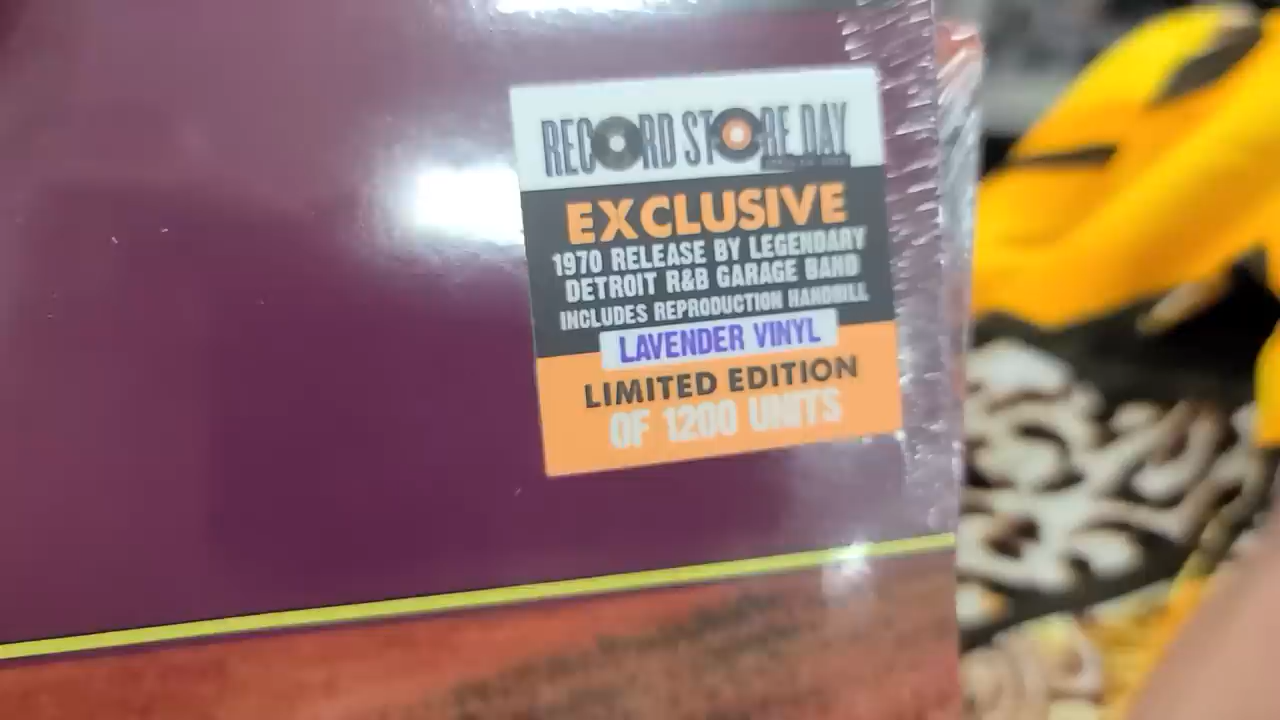 RECORD STORE DAY
EXCLUSIVE
1970 RELEASE BY LEGENDARY
DETROIT R&B GARAGE BAND
INCLUDES REPRODUCTION HANDBILL
LAVENDER VINYL
LIMITED EDITION
OF 1200 UNITS